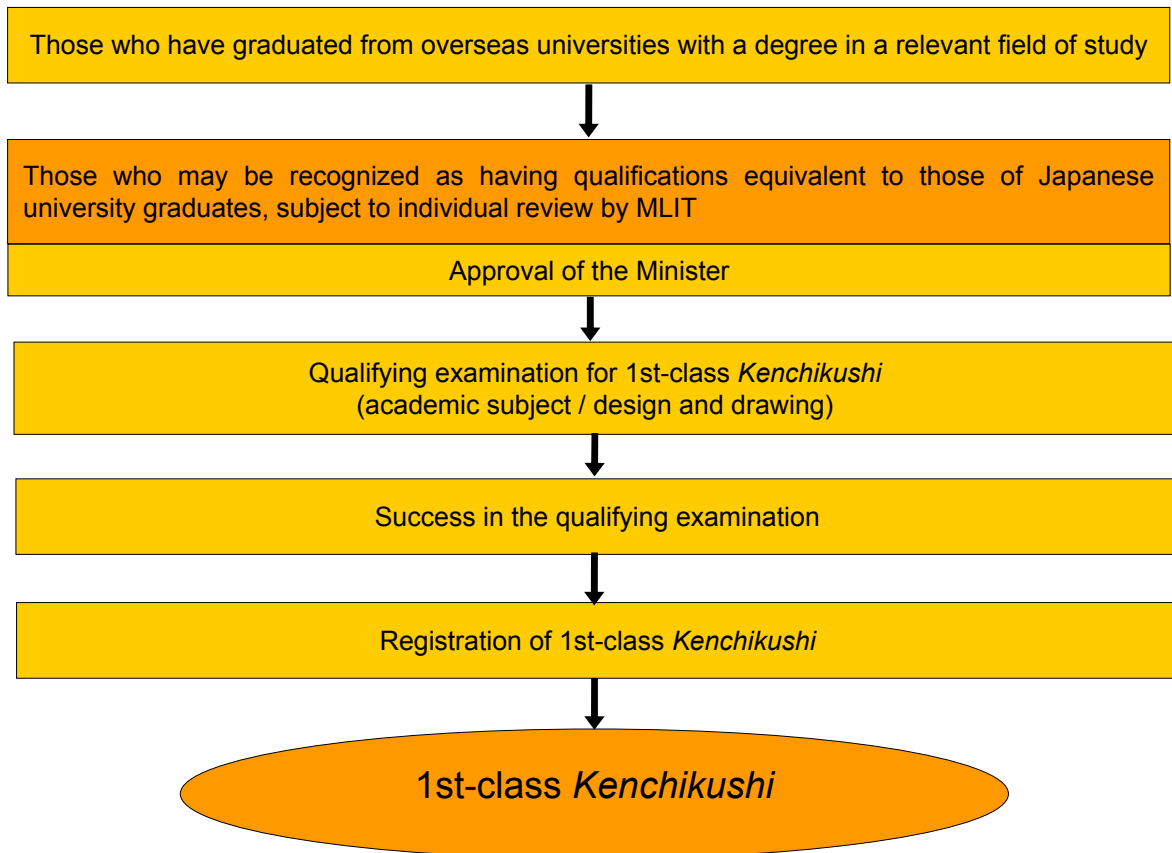 Those who have graduated from overseas universities with a degree in a relevant field of study
Those who may be recognized as having qualifications equivalent to those of Japanese
university graduates, subject to individual review by MLIT
Approval of the Minister
Qualifying examination for 1st-class Kenchikushi
(academic subject / design and drawing)
Success in the qualifying examination
Registration of 1st-class Kenchikushi
1st-class Kenchikushi